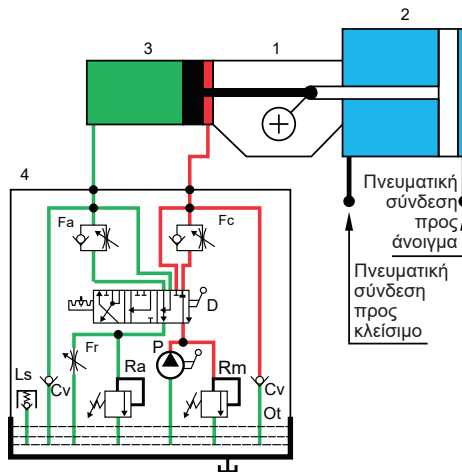 3
1
2
4
Fa
Fc
Πνευματική
σύνδεση
προς
άνοιγμα
Πνευματική
σύνδεση
προς
κλείσιμο
D
Fr
Ra
P
Rm
Ls
Cv
Cv
Ot